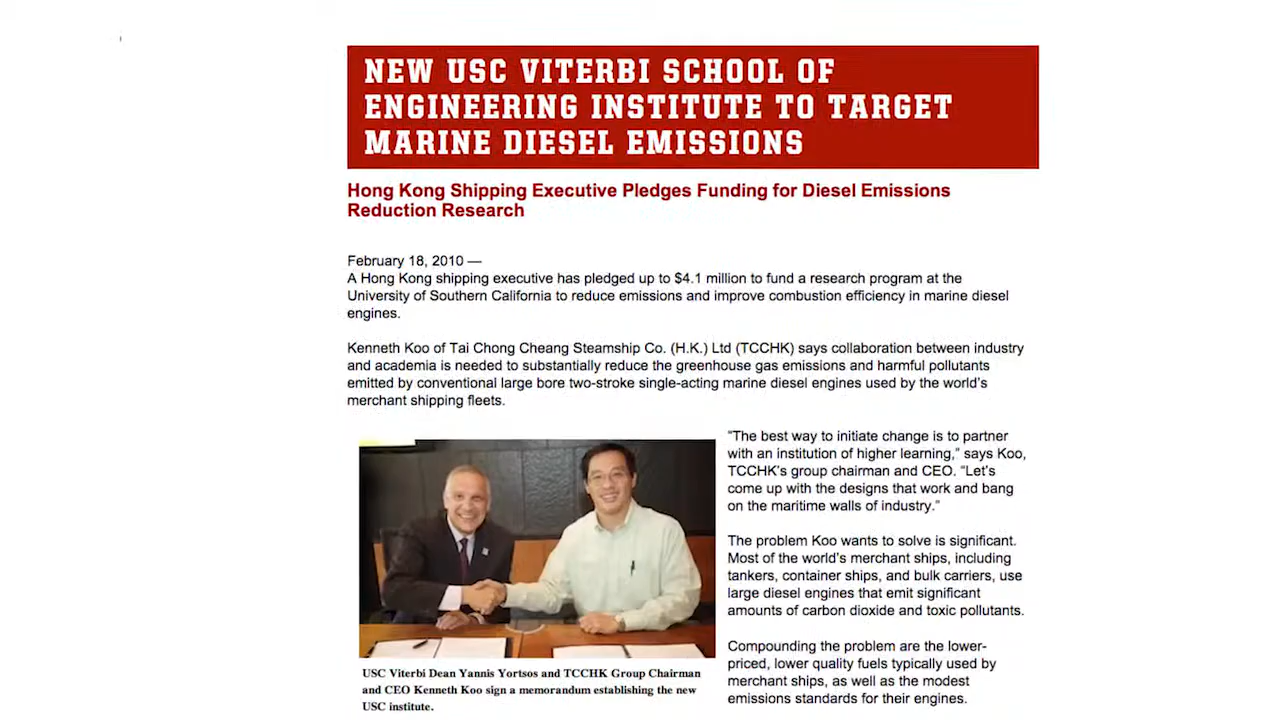 NEW USC VITERBI SCHOOL OF
ENGINEERING INSTITUTE TO TARGET
MARINE DIESEL EMISSIONS
Hong Kong Shipping Executive Pledges Funding for Diesel Emissions
Reduction Research
February 18, 2010 —
A Hong Kong shipping executive has pledged up to $4.1 million to fund a research program at the
University of Southern California to reduce emissions and improve combustion efficiency in marine diesel
engines.
Kenneth Koo of Tai Chong Cheang Steamship Co. (H.K.) Ltd (TCCHK) says collaboration between industry
and academia is needed to substantially reduce the greenhouse gas emissions and harmful pollutants
emitted by conventional large bore two-stroke single-acting marine diesel engines used by the world's
merchant shipping fleets.
"The best way to initiate change is to partner
with an institution of higher learning," says Koo,
TCCHK's group chairman and CEO. "Let's
come up with the designs that work and bang
on the maritime walls of industry."
The problem Koo wants to solve is significant.
Most of the world's merchant ships, including
tankers, container ships, and bulk carriers, use
large diesel engines that emit significant
amounts of carbon dioxide and toxic pollutants.
Compounding the problem are the lower-
priced, lower quality fuels typically used by
merchant ships, as well as the modest
emissions standards for their engines.
USC Viterbi Dean Yannis Yortsos and TCCHK Group Chairman
and CEO Kenneth Koo sign a memorandum establishing the new
USC institute.